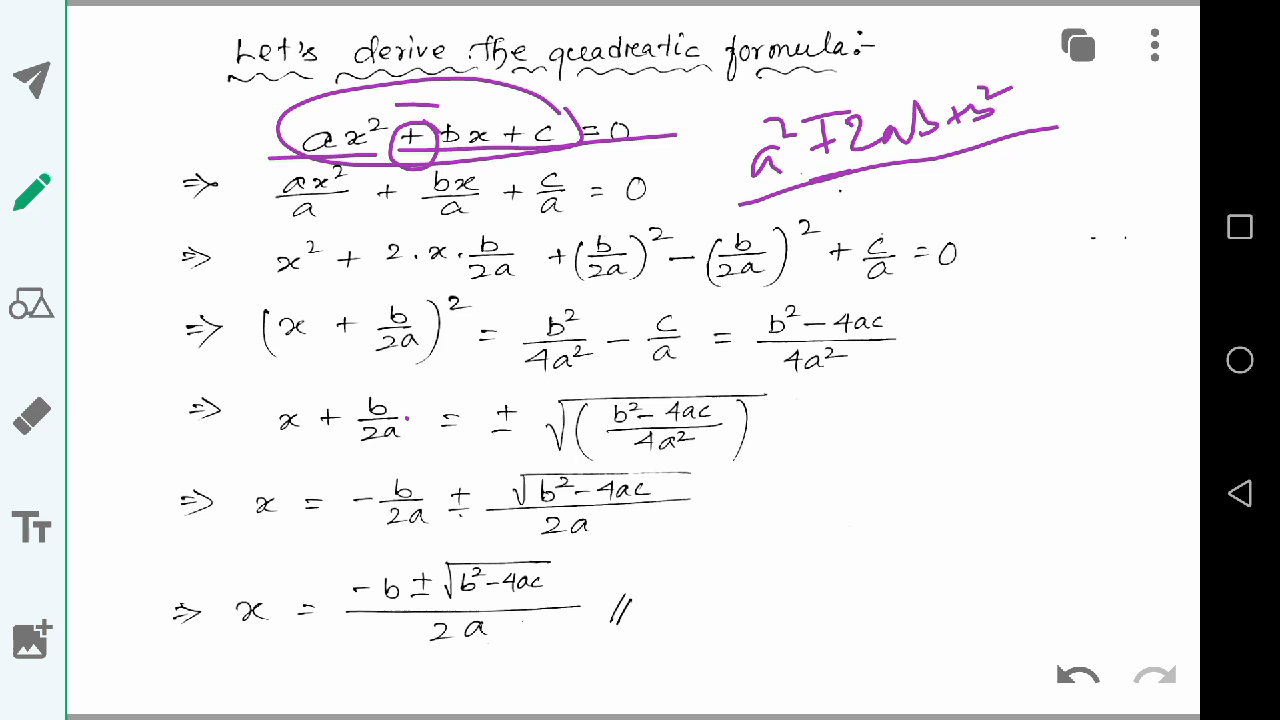 Let's derive the quadreatic formula:-
ax² + bx + c = 0
a² ∓ 2ab + b²
⇒ ax²/a + bx/a + c/a = 0
⇒ x² + 2.x.b/2a + (b/2a)² - (b/2a)² + c/a = 0
⇒ (x + b/2a)² = b²/4a² - c/a = b² - 4ac/4a²
⇒ x + b/2a = ± √(b² - 4ac/4a²)
⇒ x = - b/2a ± √b² - 4ac/2a
⇒ x = -b ± √b² - 4ac/2a //
TT